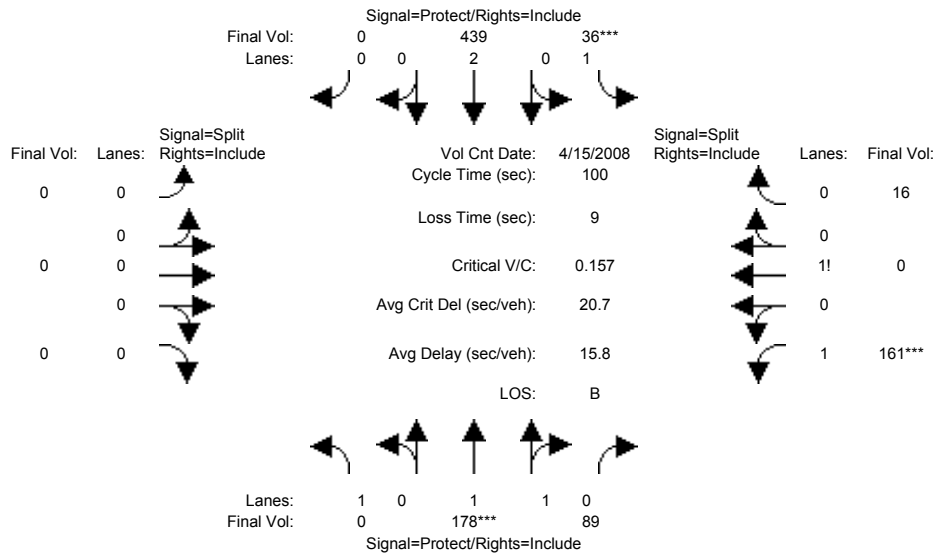 Signal=Protect/Rights=Include
Final Vol: 0 439 36***
Lanes: 0 0 2 0 1
Signal=Split Signal=Split
Final Vol: Lanes: Rights=Include Vol Cnt Date: 4/15/2008 Rights=Include Lanes: Final Vol:
Cycle Time (sec): 100
0 0 0 16
Loss Time (sec): 9
0 0
0 0 Critical V/C: 0.157 1! 0
0 Avg Crit Del (sec/veh): 20.7 0
0 0 Avg Delay (sec/veh): 15.8 1 161***
LOS: B
Lanes: 1 0 1 1 0
Final Vol: 0 178*** 89
Signal=Protect/Rights=Include